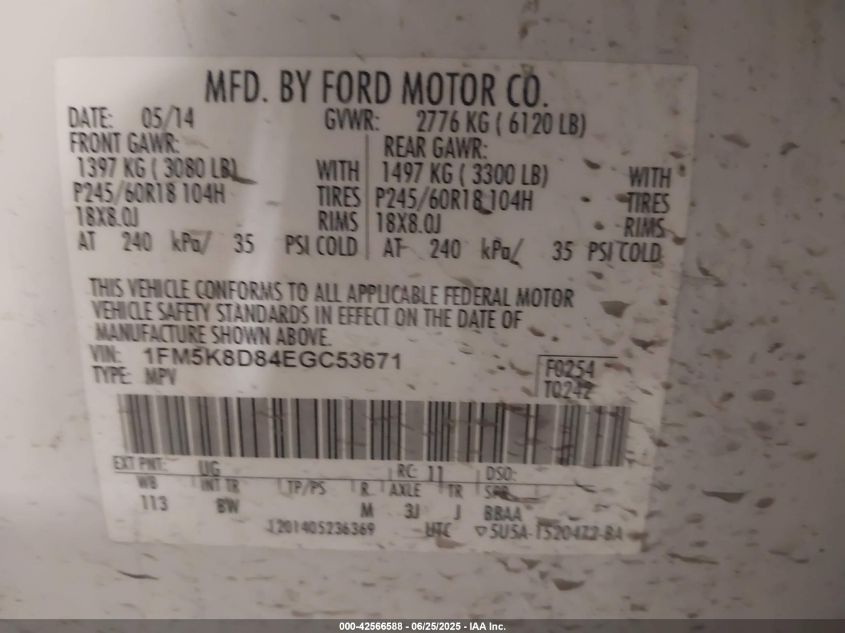 MFD. BY FORD MOTOR CO.
DATE: 05/14 GVWR: 2776 KG ( 6120 LB)
FRONT GAWR: REAR GAWR:
1397 KG ( 3080 LB) WITH 1497 KG ( 3300 LB) WITH
P245/60R18 104H TIRES P245/60R18 104H TIRES
18X8.0J RIMS 18X8.0J RIMS
AT 240 kPa/ 35 PSI COLD AT 240 kPa/ 35 PSI COLD
THIS VEHICLE CONFORMS TO ALL APPLICABLE FEDERAL MOTOR
VEHICLE SAFETY STANDARDS IN EFFECT ON THE DATE OF
MANUFACTURE SHOWN ABOVE.
VIN: 1FM5K8D84EGC53671 F0254
TYPE: MPV T0242
EXT PNT: UG RC: 11 DSO:
WB INT TR TP/PS R AXLE TR SPR
113 BW M 3J J BBAA
1201405236369 UTC ▽5U5A-1520472-BA
000-42566588 - 06/25/2025 - IAA Inc.